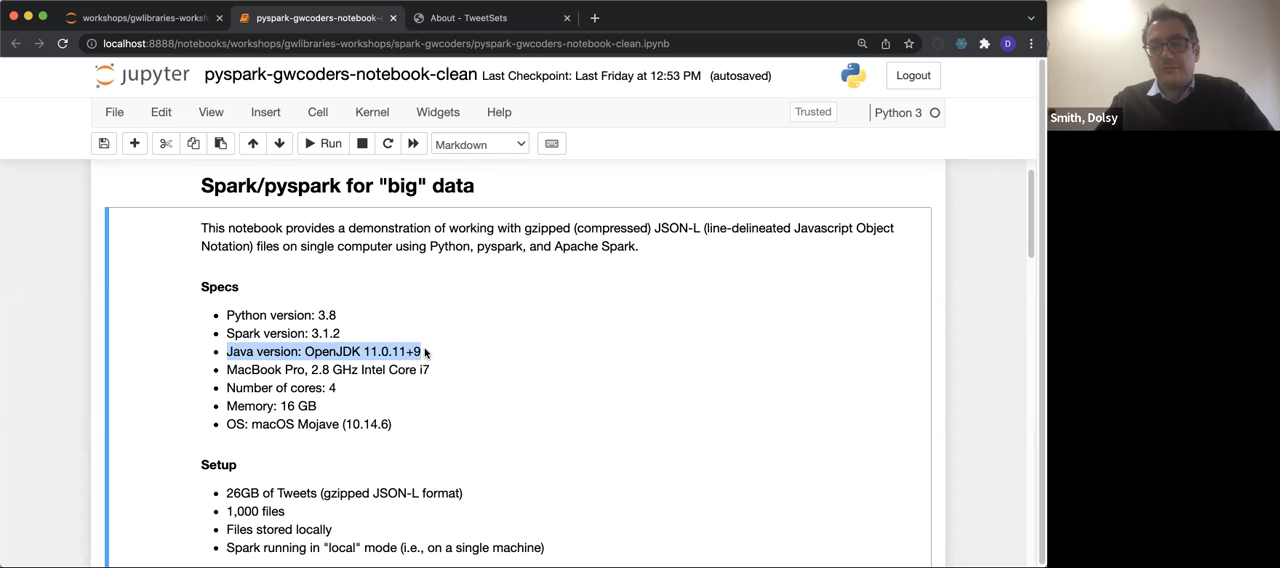 workshops/gwlibraries-worksh
pyspark-gwcoders-notebook-
About - TweetSets
localhost:8888/notebooks/workshops/gwlibraries-workshops/spark-gwcoders/pyspark-gwcoders-notebook-clean.ipynb
D
jupyter pyspark-gwcoders-notebook-clean Last Checkpoint: Last Friday at 12:53 PM (autosaved)
Logout
File Edit View Insert Cell Kernel Widgets Help
Trusted
Python 3
Run
Markdown
Smith, Dolsy
Spark/pyspark for "big" data
This notebook provides a demonstration of working with gzipped (compressed) JSON-L (line-delineated Javascript Object
Notation) files on single computer using Python, pyspark, and Apache Spark.
Specs
• Python version: 3.8
• Spark version: 3.1.2
• Java version: OpenJDK 11.0.11+9
• MacBook Pro, 2.8 GHz Intel Core i7
• Number of cores: 4
• Memory: 16 GB
• OS: macOS Mojave (10.14.6)
Setup
• 26GB of Tweets (gzipped JSON-L format)
• 1,000 files
• Files stored locally
• Spark running in "local" mode (i.e., on a single machine)